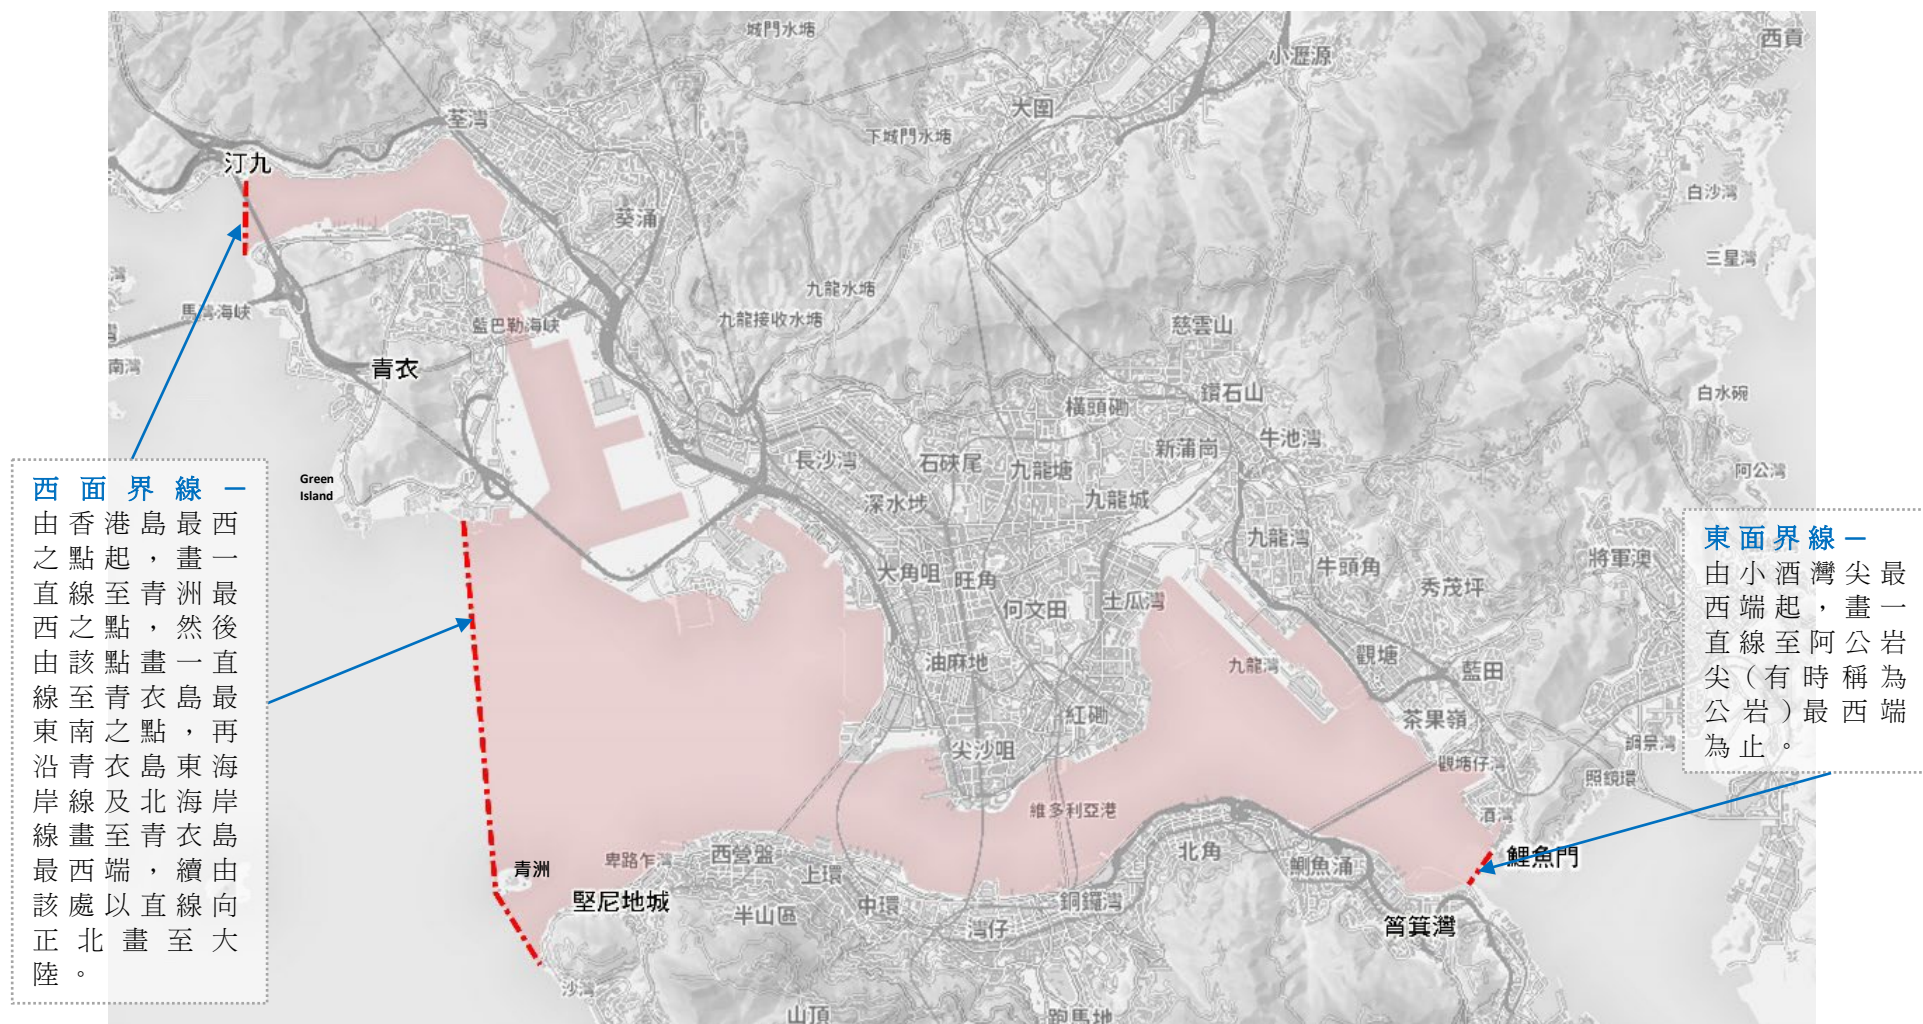 城門水塘
小瀝源
西貢
荃灣
大圍
下城門水塘
汀九
白沙灣
葵涌
三星灣
九龍水塘
馬灣海峽
藍巴勒海峽
九龍接收水塘
慈雲山
南灣
青衣
鑽石山
白水碗
橫頭磡
牛池灣
新蒲崗
長沙灣
石硤尾
九龍塘
阿公灣
Green
Island
深水埗
九龍城
西面界線－
由香港島最西
之點起，畫一
直線至青洲最
西之點，然後
由該點畫一直
線至青衣島最
東南之點，再
沿青衣島東海
岸線及北海岸
線畫至青衣島
最西端，續由
該處以直線向
正北畫至大
陸。
九龍灣
牛頭角
秀茂坪
將軍澳
東面界線－
由小酒灣尖最
西端起，畫一
直線至阿公岩
尖(有時稱為
公岩)最西端
為止。
大角咀
旺角
何文田
土瓜灣
油麻地
九龍灣
觀塘
藍田
紅磡
茶果嶺
尖沙咀
調景灣
觀塘仔灣
照鏡環
維多利亞港
酒灣
卑路乍灣
西營盤
青洲
上環
北角
鰂魚涌
鯉魚門
堅尼地城
半山區
中環
銅鑼灣
灣仔
筲箕灣
沙灣
山頂
跑馬地